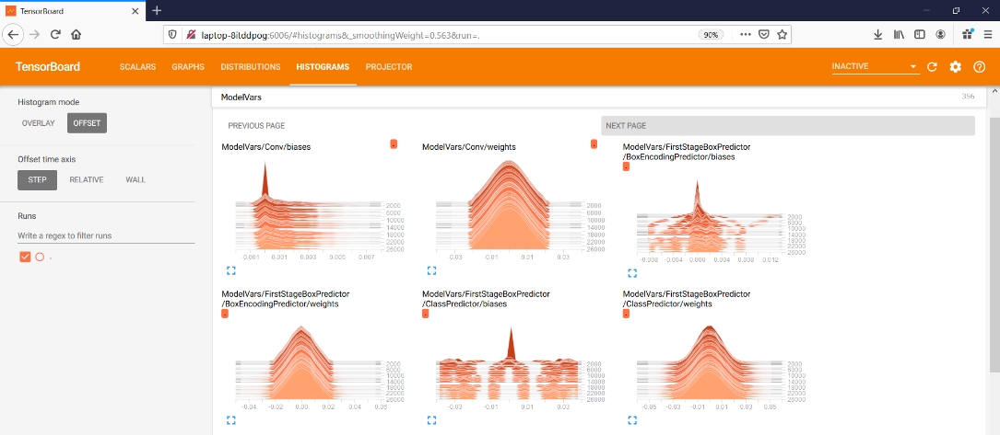 TensorBoard
laptop-8itddpog:6006/#histograms&_smoothingWeight=0.563&run=.
90%
TensorBoard
SCALARS GRAPHS DISTRIBUTIONS HISTOGRAMS PROJECTOR
INACTIVE
Histogram mode
OVERLAY OFFSET
Offset time axis
STEP RELATIVE WALL
Runs
Write a regex to filter runs
.
ModelVars 356
PREVIOUS PAGE NEXT PAGE
ModelVars/Conv/biases
2000
6000
10000
14000
18000
22000
26000
-0.001 0.001 0.003 0.005 0.007
ModelVars/Conv/weights
2000
6000
10000
14000
18000
22000
26000
-0.03 -0.01 0.01 0.03
ModelVars/FirstStageBoxPredictor
/BoxEncodingPredictor/biases
2000
6000
10000
14000
18000
22000
26000
-0.008 -0.004 0.000 0.004 0.008 0.012
ModelVars/FirstStageBoxPredictor
/BoxEncodingPredictor/weights
2000
6000
10000
14000
18000
22000
26000
-0.04 -0.02 0.00 0.02 0.04 0.06
ModelVars/FirstStageBoxPredictor
/ClassPredictor/biases
2000
6000
10000
14000
18000
22000
26000
-0.03 -0.01 0.01 0.03
ModelVars/FirstStageBoxPredictor
/ClassPredictor/weights
2000
6000
10000
14000
18000
22000
26000
-0.05 -0.03 -0.01 0.01 0.03 0.05